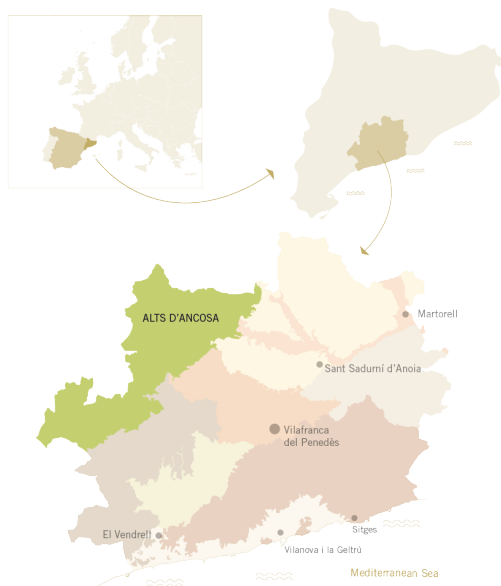 ALTS D'ANCOSA
Martorell
Sant Sadurní d'Anoia
Vilafranca
del Penedès
El Vendrell
Sitges
Vilanova i la Geltrú
Mediterranean Sea